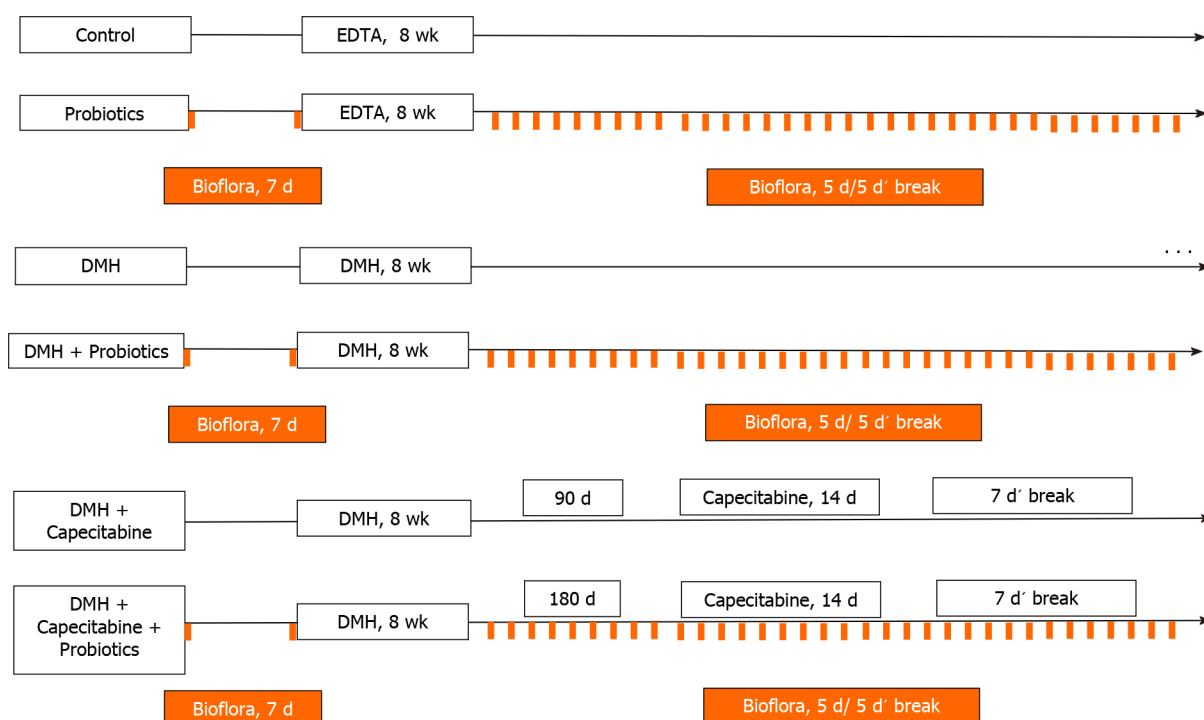 Control
EDTA, 8 wk
Probiotics
EDTA, 8 wk
Bioflora, 7 d
Bioflora, 5 d/5 d´ break
DMH
DMH, 8 wk
. . .
DMH + Probiotics
DMH, 8 wk
Bioflora, 7 d
Bioflora, 5 d/ 5 d´ break
DMH +
Capecitabine
DMH, 8 wk
90 d
Capecitabine, 14 d
7 d´ break
DMH +
Capecitabine +
Probiotics
DMH, 8 wk
180 d
Capecitabine, 14 d
7 d´ break
Bioflora, 7 d
Bioflora, 5 d/ 5 d´ break